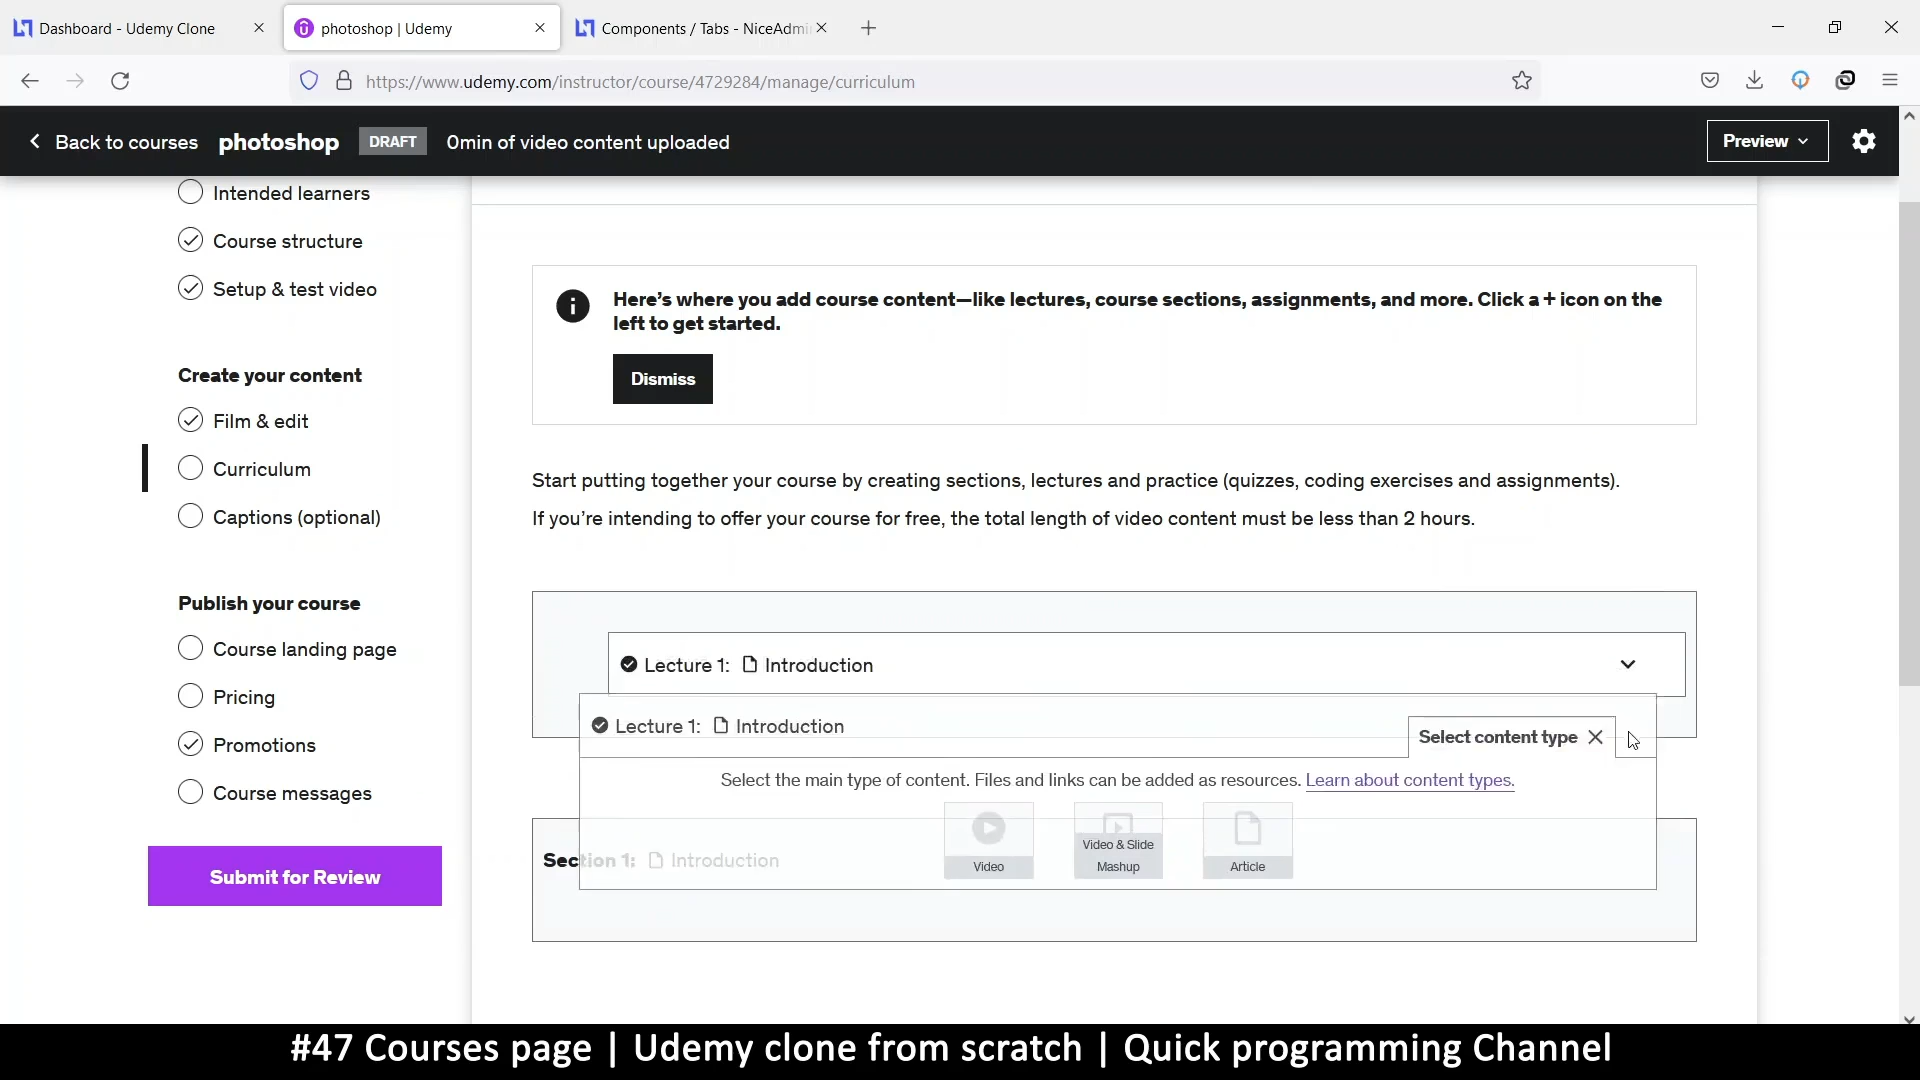 Dashboard - Udemy Clone
photoshop | Udemy
Components / Tabs - NiceAdmi
https://www.udemy.com/instructor/course/4729284/manage/curriculum
Back to courses photoshop DRAFT 0min of video content uploaded
Preview
Intended learners
Course structure
Setup & test video
Create your content
Film & edit
Curriculum
Captions (optional)
Publish your course
Course landing page
Pricing
Promotions
Course messages
Submit for Review
Here’s where you add course content—like lectures, course sections, assignments, and more. Click a + icon on the
left to get started.
Dismiss
Start putting together your course by creating sections, lectures and practice (quizzes, coding exercises and assignments).
If you’re intending to offer your course for free, the total length of video content must be less than 2 hours.
Lecture 1: Introduction
Lecture 1: Introduction
Select content type
Select the main type of content. Files and links can be added as resources. Learn about content types.
Video
Video & Slide
Mashup
Article
Section 1: Introduction
#47 Courses page | Udemy clone from scratch | Quick programming Channel